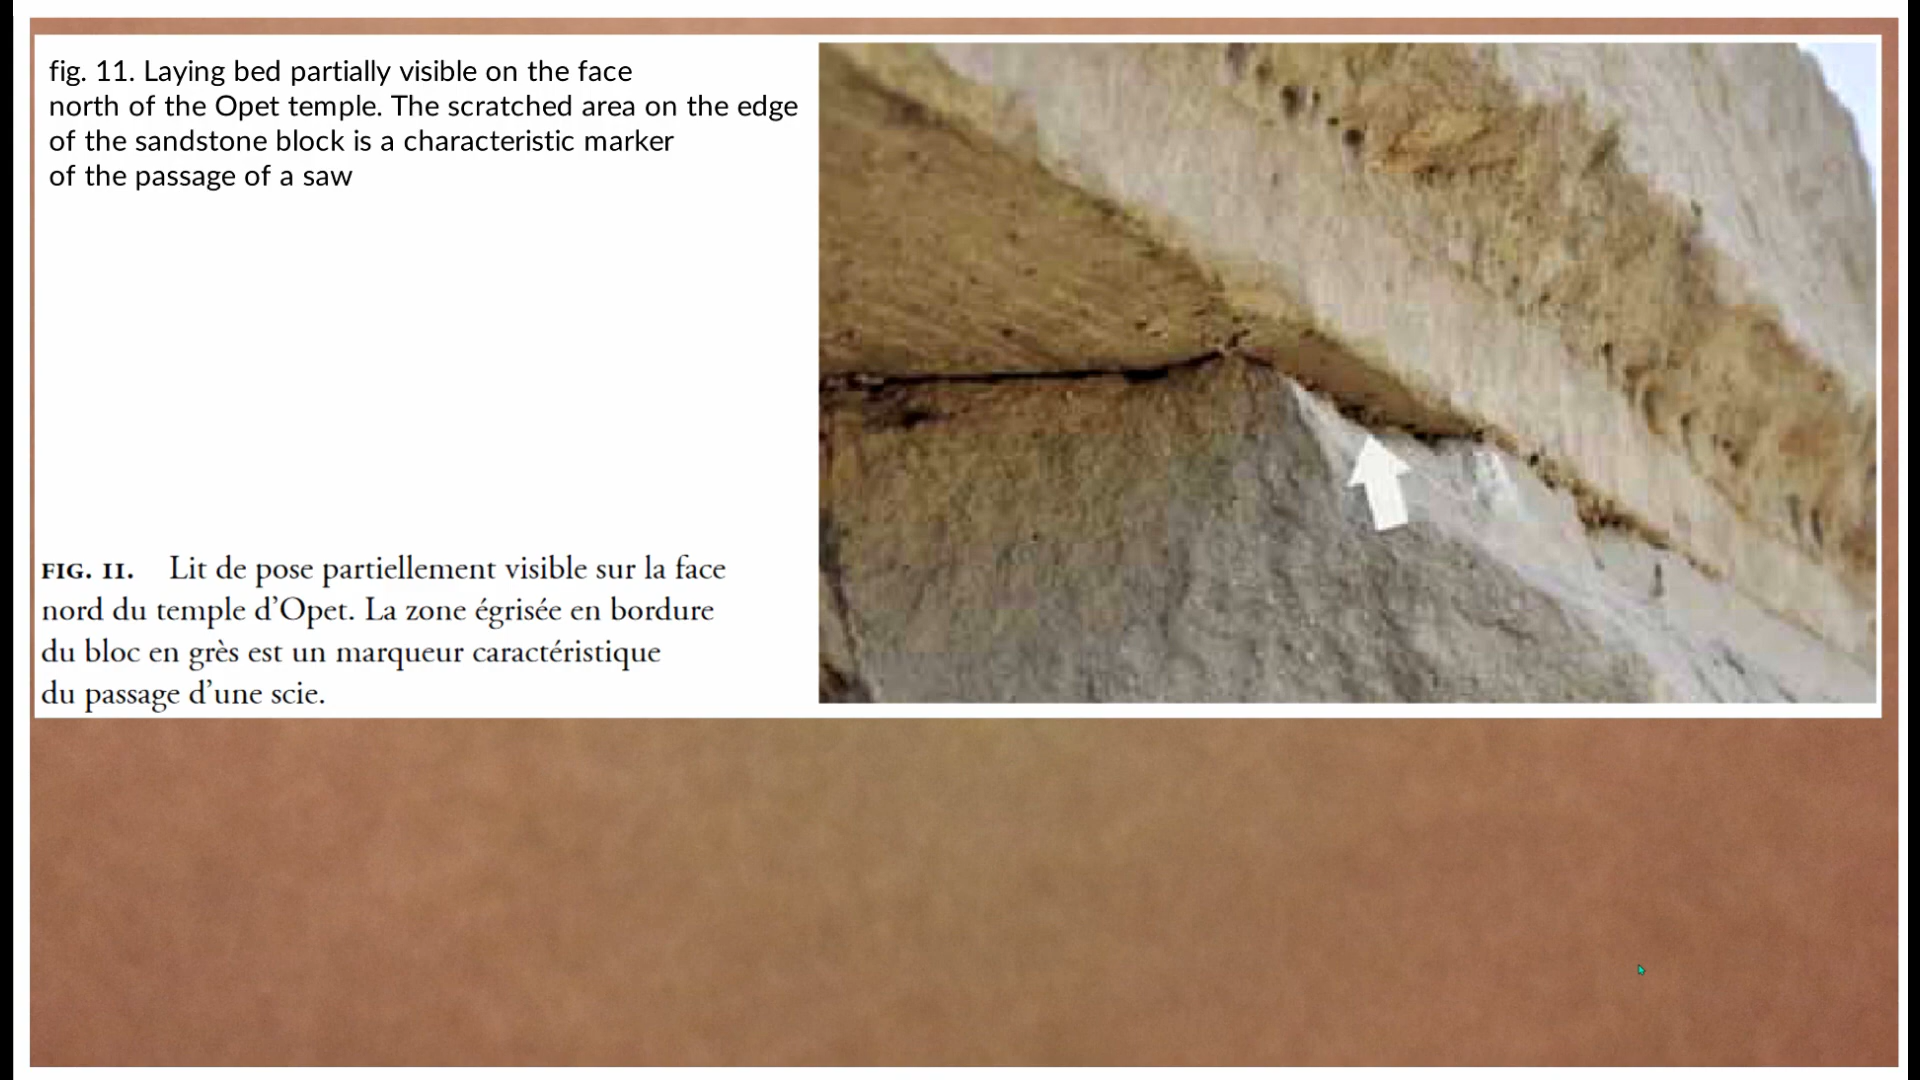 fig. 11. Laying bed partially visible on the face
north of the Opet temple. The scratched area on the edge
of the sandstone block is a characteristic marker
of the passage of a saw
FIG. 11. Lit de pose partiellement visible sur la face
nord du temple d’Opet. La zone égrisée en bordure
du bloc en grès est un marqueur caractéristique
du passage d’une scie.